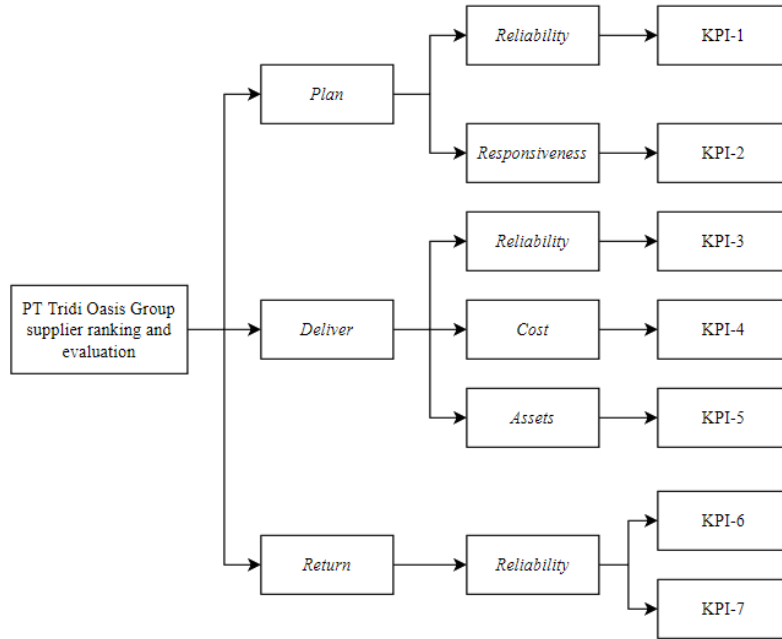 Reliability
KPI-1
Plan
Responsiveness
KPI-2
Reliability
KPI-3
PT Tridi Oasis Group
supplier ranking and
evaluation
Deliver
Cost
KPI-4
Assets
KPI-5
Return
Reliability
KPI-6
KPI-7